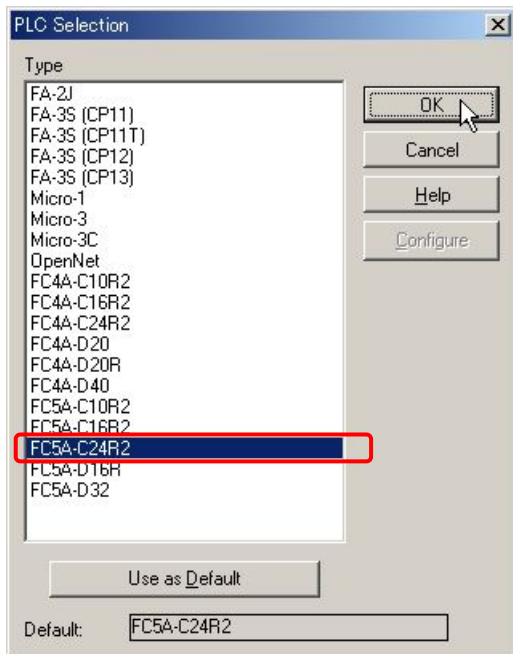 PLC Selection
Type
FA-2J
FA-3S (CP11)
FA-3S (CP11T)
FA-3S (CP12)
FA-3S (CP13)
Micro-1
Micro-3
Micro-3C
OpenNet
FC4A-C10R2
FC4A-C16R2
FC4A-C24R2
FC4A-D20
FC4A-D20R
FC4A-D40
FC5A-C10R2
FC5A-C16R2
FC5A-C24R2
FC5A-D16R
FC5A-D32
OK
Cancel
Help
Configure
Use as Default
Default: FC5A-C24R2